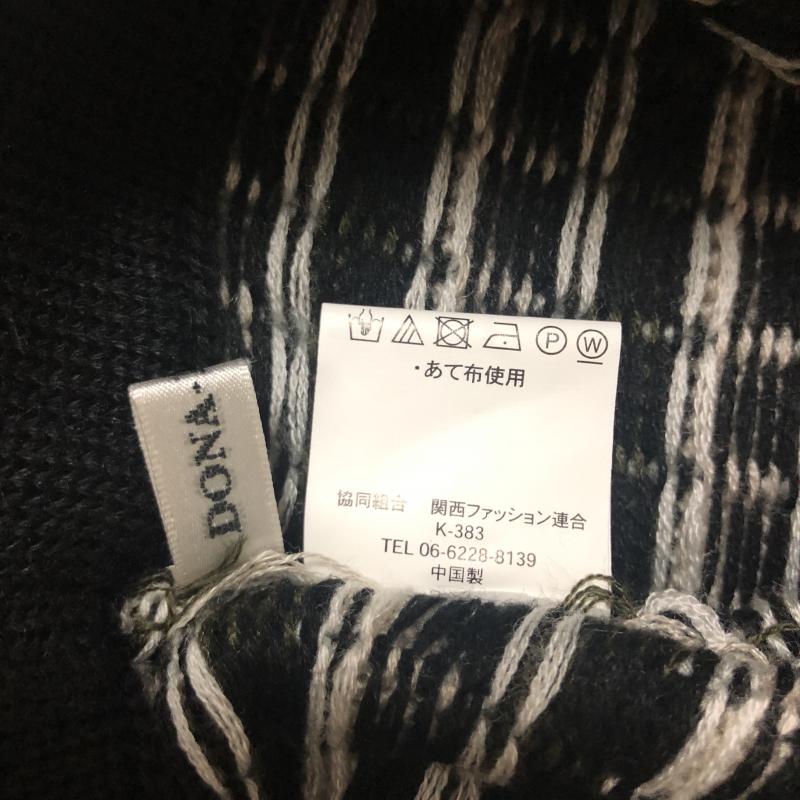 P W
・あて布使用
協同組合 関西ファッション連合
K-383
TEL 06-6228-8139
中国製
DONA・